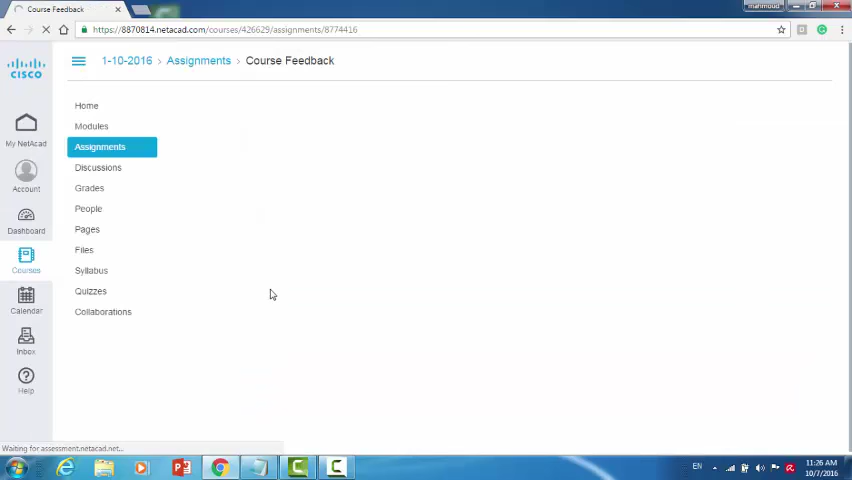 Course Feedback
mahmoud
https://8870814.netacad.com/courses/426629/assignments/8774416
CISCO
1-10-2016 > Assignments > Course Feedback
Home
Modules
Assignments
Discussions
Grades
People
Pages
Files
Syllabus
Quizzes
Collaborations
My NetAcad
Account
Dashboard
Courses
Calendar
Inbox
Help
Waiting for assessment.netacad.net...
EN
11:26 AM
10/7/2016